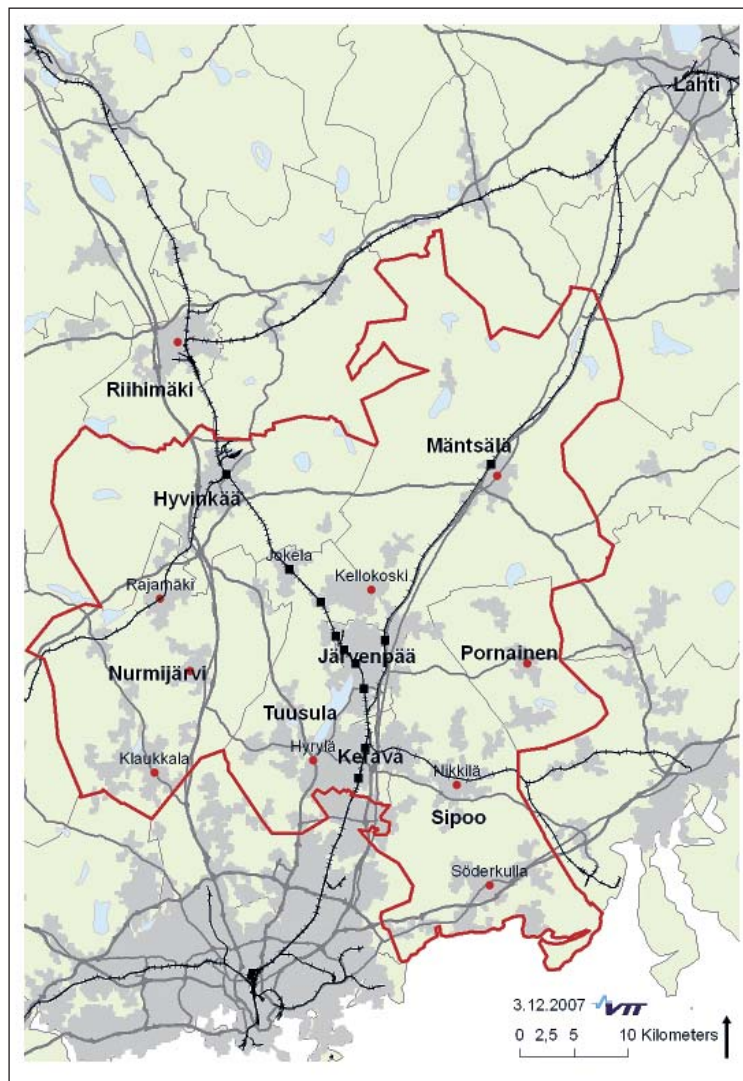 Lahti
Riihimäki
Mäntsälä
Hyvinkää
Jokela
Kellokoski
Rajamäki
Järvenpää
Pornainen
Nurmijärvi
Tuusula
Hyrylä
Kerava
Klaukkala
Nikkilä
Sipoo
Söderkulla
3.12.2007 VTT
0 2,5 5 10 Kilometers